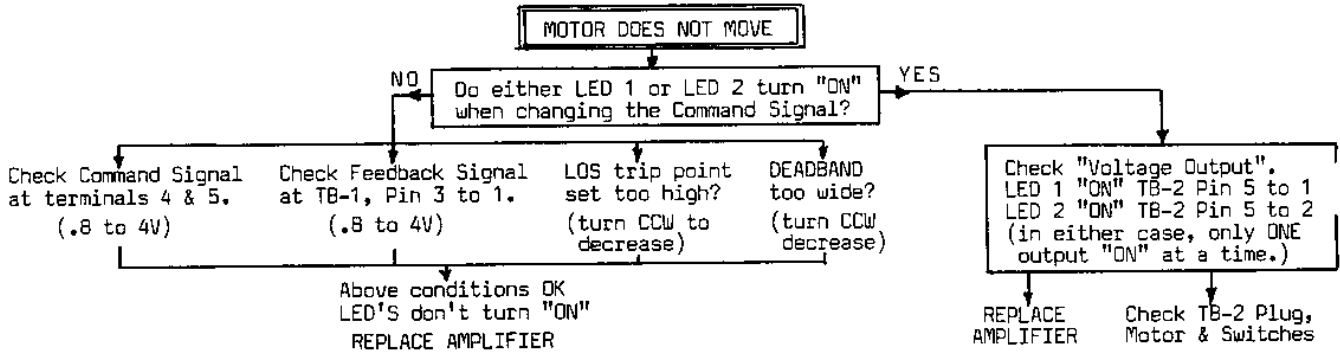 MOTOR DOES NOT MOVE
NO
Do either LED 1 or LED 2 turn "ON"
when changing the Command Signal?
YES
Check Command Signal
at terminals 4 & 5.
(.8 to 4V)
Check Feedback Signal
at TB-1, Pin 3 to 1.
(.8 to 4V)
LOS trip point
set too high?
(turn CCW to
decrease)
DEADBAND
too wide?
(turn CCW
decrease)
Check "Voltage Output".
LED 1 "ON" TB-2 Pin 5 to 1
LED 2 "ON" TB-2 Pin 5 to 2
(in either case, only ONE
output "ON" at a time.)
Above conditions OK
LED'S don't turn "ON"
REPLACE AMPLIFIER
REPLACE
AMPLIFIER
Check TB-2 Plug,
Motor & Switches